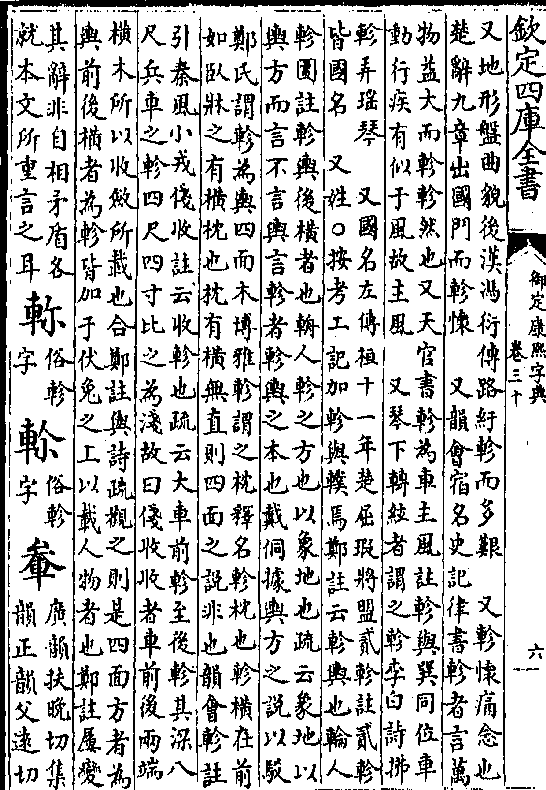 欽定四庫全書
御定康熙字典
卷三十
六一
又地形盤曲貌後漢馮衍傳路紆軫而多艱 又軫懷痛念也
楚辭九章出國門而軫懷 又韻會宿名史記律書軫者言萬
物益大而軫軫然也又天官書軫為車主風註軫與巽同位車
動行疾有似于風故主風 又琴下轉絃者謂之軫李白詩拂
軫弄瑶琴 又國名左傳桓十一年楚屈瑕將盟貳軫註貳軫
皆國名 又姓○按考工記加軫與轐焉鄭註云軫輿也輪人
軫圍註軫輿後橫者也輈人軫之方也以象地也疏云象地以
輿方而言不言輿言軫者軫輿之本也戴侗據輿方之說以駁
鄭氏謂軫為輿四面木博雅軫謂之枕釋名軫枕也軫橫在前
如臥牀之有橫枕也枕有橫無直則四面之說非也韻會軫註
引秦風小戎俴收註云收軫也疏云大車前軫至後軫其深八
尺兵車之軫四尺四寸比之為淺故曰俴收收者車前後兩端
橫木所以收斂所載也合鄭註與詩疏觀之則是四面方者為
輿前後橫者為軫皆加于伏免之上以載人物者也鄭註屢變
其辭非自相矛盾各
就本文所重言之耳
俗軫
字
俗軫
字
軬
廣韻扶晚切集
韻正韻父遠切